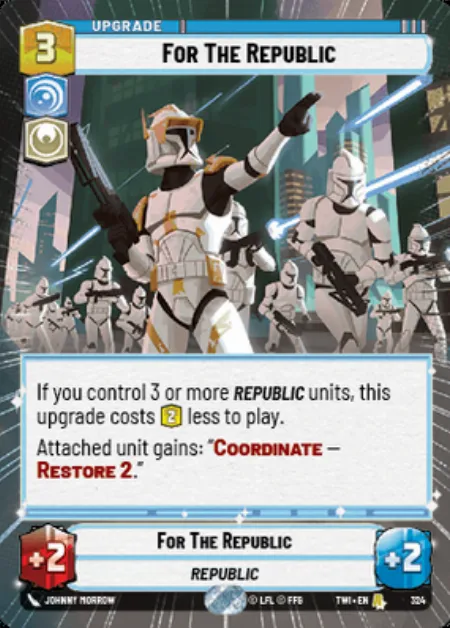 UPGRADE
3
FOR THE REPUBLIC
If you control 3 or more REPUBLIC units, this
upgrade costs 2 less to play.
Attached unit gains: “COORDINATE –
RESTORE 2.”
+2
FOR THE REPUBLIC
+2
REPUBLIC
JOHNNY MORROW
© LFL © FFG
TWI • EN
324